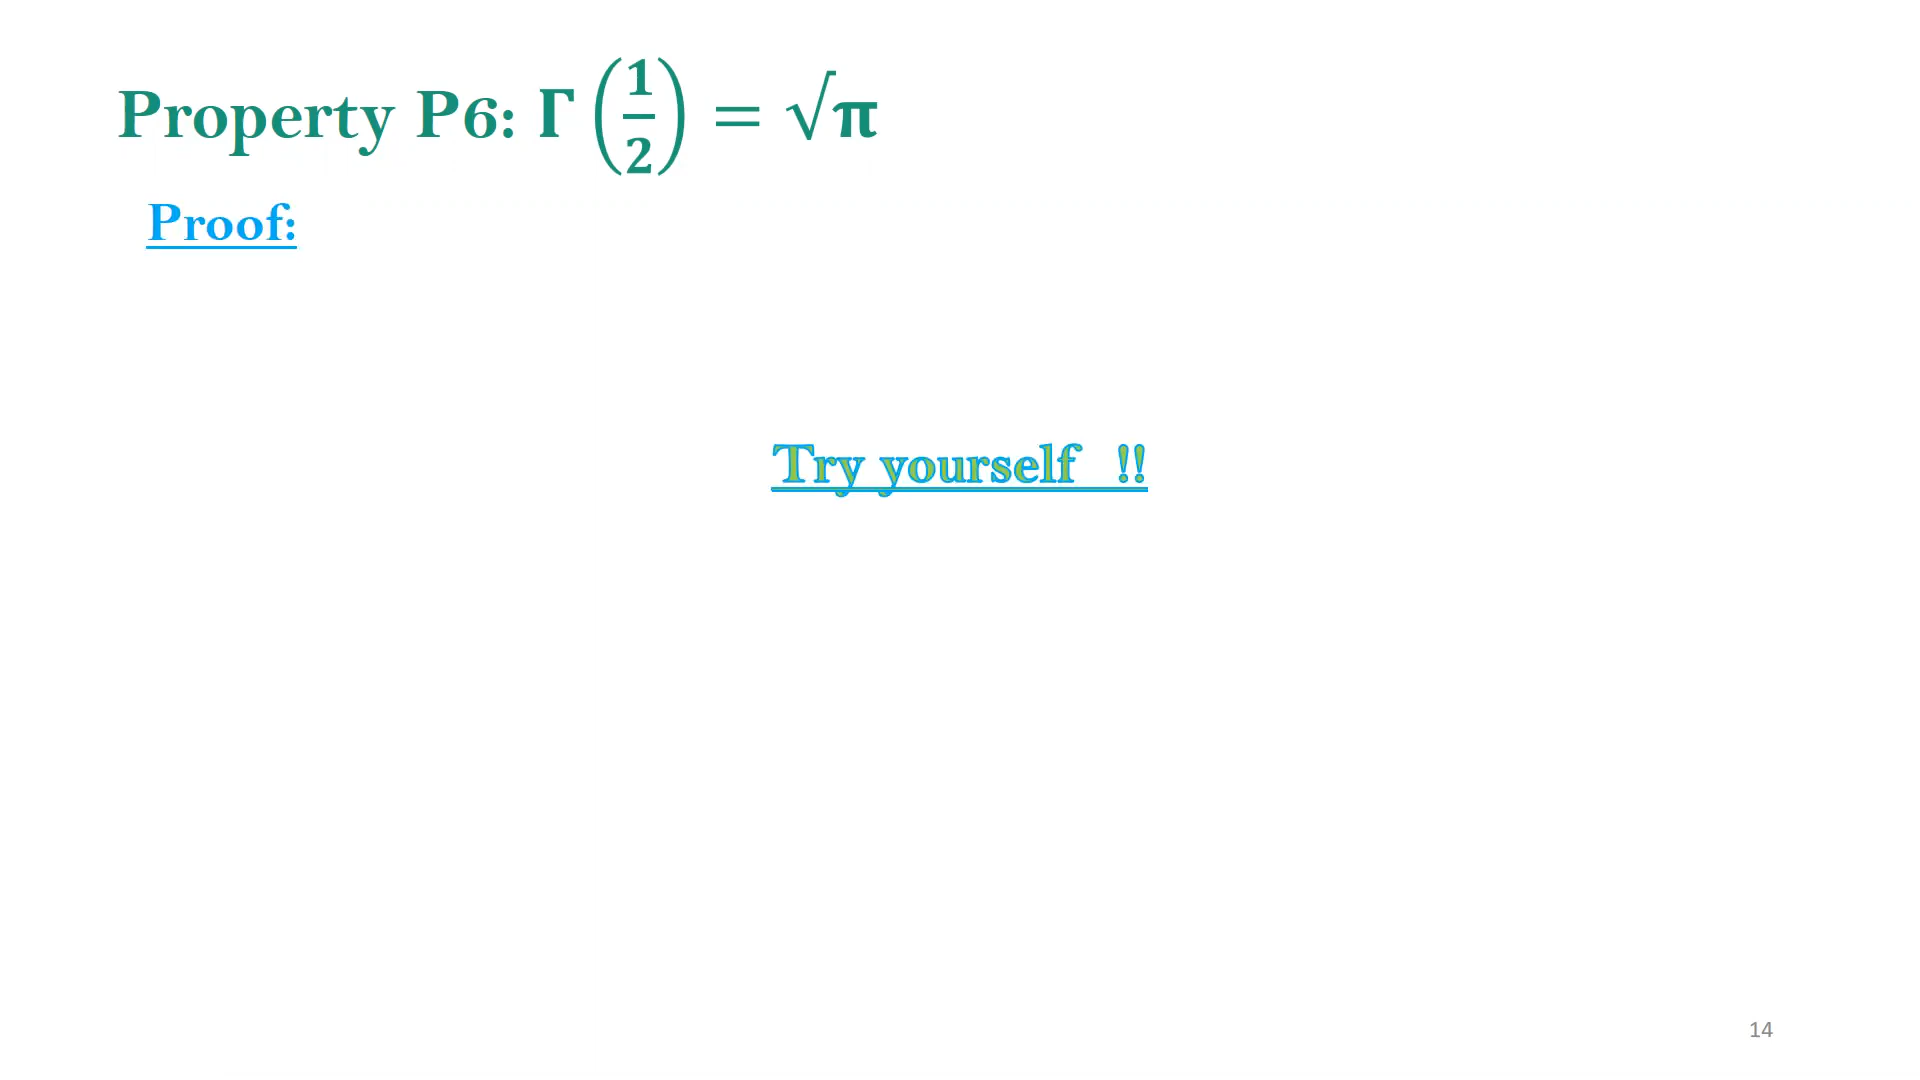 Property P6: Γ(1/2) = √π
Proof:
Try yourself !!
14